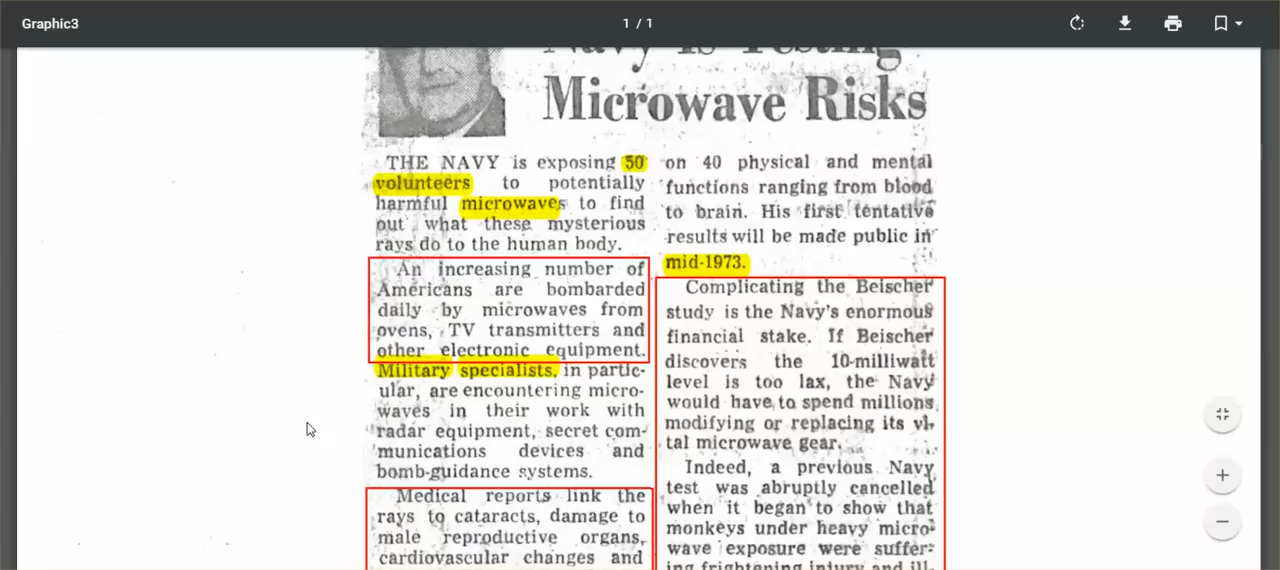 Graphic3
1 / 1
Navy Is Testing
Microwave Risks
THE NAVY is exposing 50
volunteers to potentially
harmful microwaves to find
out what these mysterious
rays do to the human body.
An increasing number of
Americans are bombarded
daily by microwaves from
ovens, TV transmitters and
other electronic equipment.
Military specialists, in partic-
ular, are encountering micro-
waves in their work with
radar equipment, secret com-
munications devices and
bomb-guidance systems.
Medical reports link the
rays to cataracts, damage to
male reproductive organs,
cardiovascular changes and
on 40 physical and mental
functions ranging from blood
to brain. His first tentative
results will be made public in
mid-1973.
Complicating the Beischer
study is the Navy's enormous
financial stake. If Beischer
discovers the 10-milliwatt
level is too lax, the Navy
would have to spend millions
modifying or replacing its vi-
tal microwave gear.
Indeed, a previous Navy
test was abruptly cancelled
when it began to show that
monkeys under heavy micro-
wave exposure were suffer-
ing frightening injury and ill-